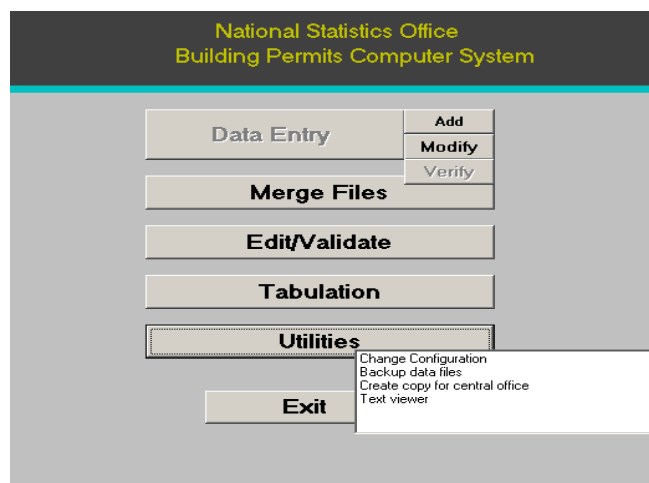 National Statistics Office
Building Permits Computer System
Data Entry
Add
Modify
Verify
Merge Files
Edit/Validate
Tabulation
Utilities
Change Configuration
Backup data files
Create copy for central office
Text viewer
Exit